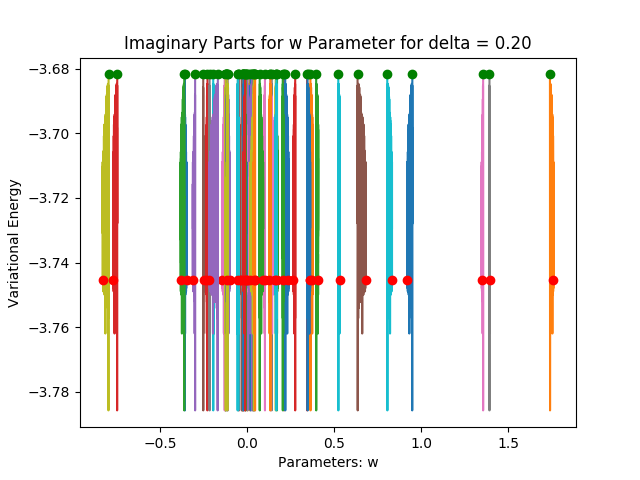 Imaginary Parts for w Parameter for delta = 0.20
Variational Energy
−3.68
−3.70
−3.72
−3.74
−3.76
−3.78
−0.5 0.0 0.5 1.0 1.5
Parameters: w